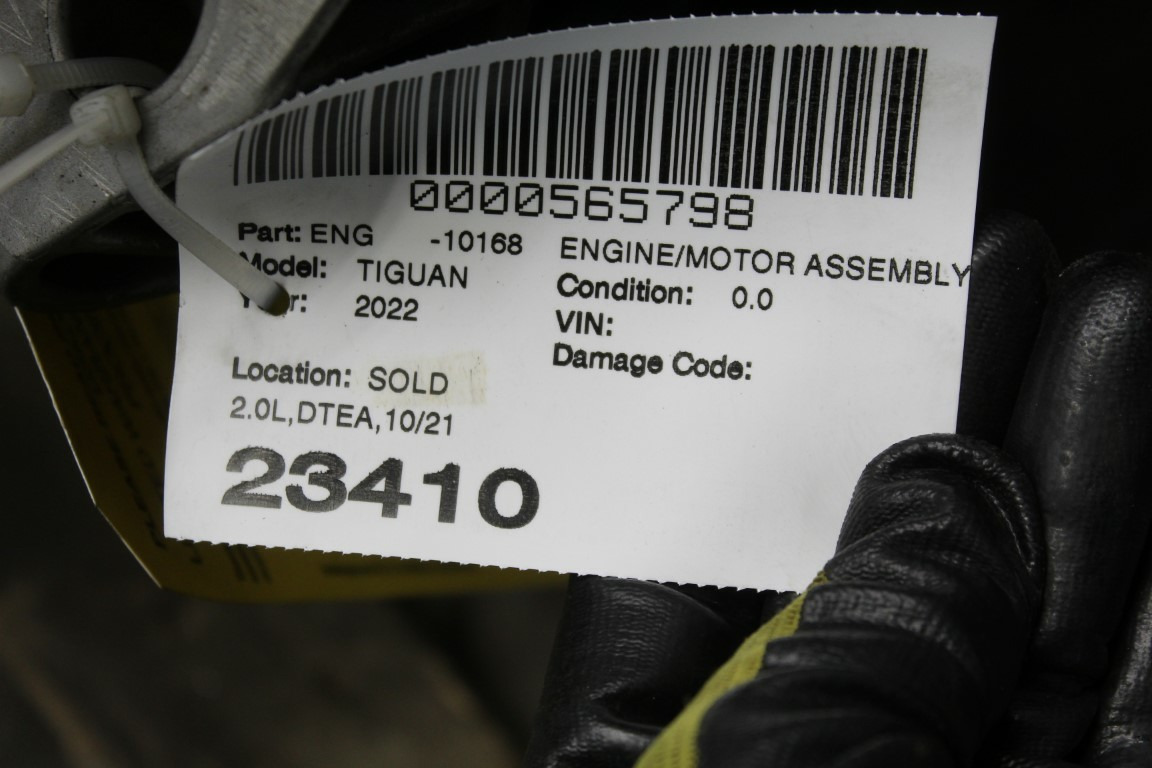 0000565798
Part: ENG -10168 ENGINE/MOTOR ASSEMBLY
Model: TIGUAN Condition: 0.0
2022 VIN:
Damage Code:
Location: SOLD
2.0L,DTEA,10/21
23410